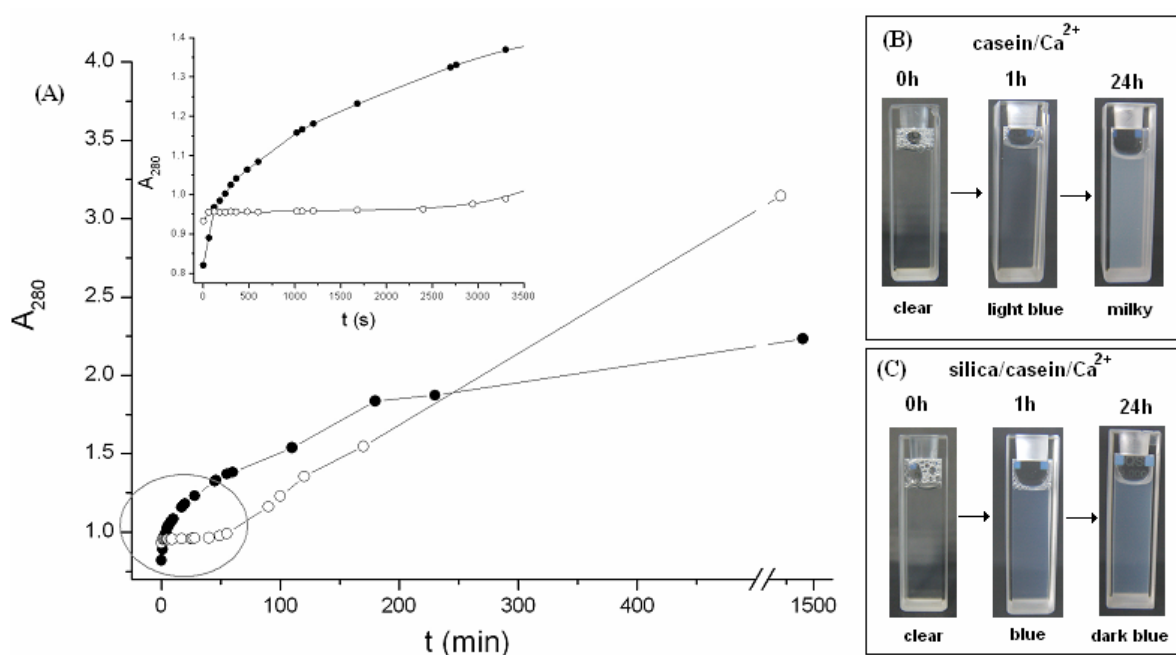 (A)
A280
4.0
3.5
3.0
2.5
2.0
1.5
1.0
0
100
200
300
400
1500
t (min)
A280
1.4
1.3
1.2
1.1
1.0
0.9
0.8
0
500
1000
1500
2000
2500
3000
3500
t (s)
(B)
casein/Ca2+
0h 1h 24h
clear light blue milky
(C)
silica/casein/Ca2+
0h 1h 24h
clear blue dark blue